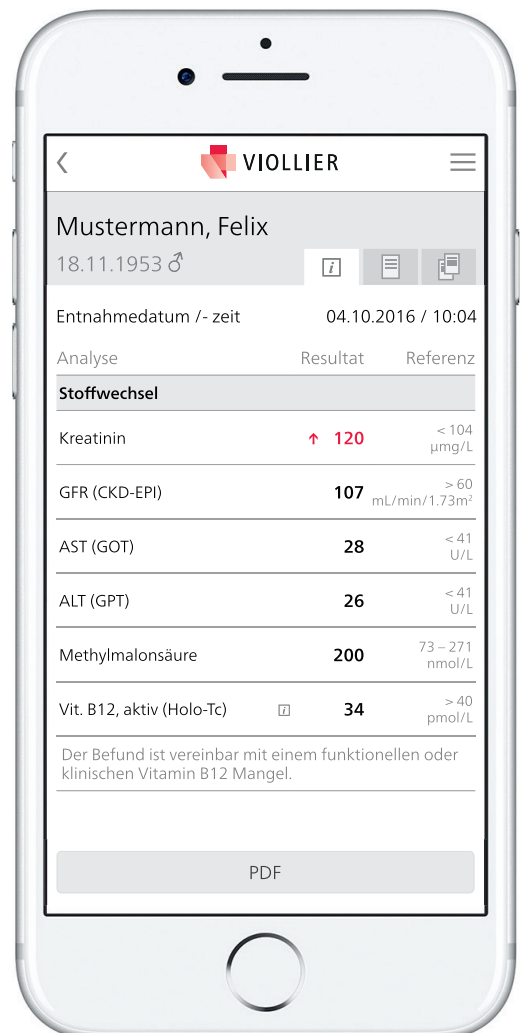 VIOLLIER
Mustermann, Felix
18.11.1953 ♂
Entnahmedatum /- zeit 04.10.2016 / 10:04
Analyse Resultat Referenz
Stoffwechsel
Kreatinin ↑ 120 < 104
µmg/L
GFR (CKD-EPI) 107 > 60
mL/min/1.73m²
AST (GOT) 28 < 41
U/L
ALT (GPT) 26 < 41
U/L
Methylmalonsäure 200 73 – 271
nmol/L
Vit. B12, aktiv (Holo-Tc) i 34 > 40
pmol/L
Der Befund ist vereinbar mit einem funktionellen oder
klinischen Vitamin B12 Mangel.
PDF